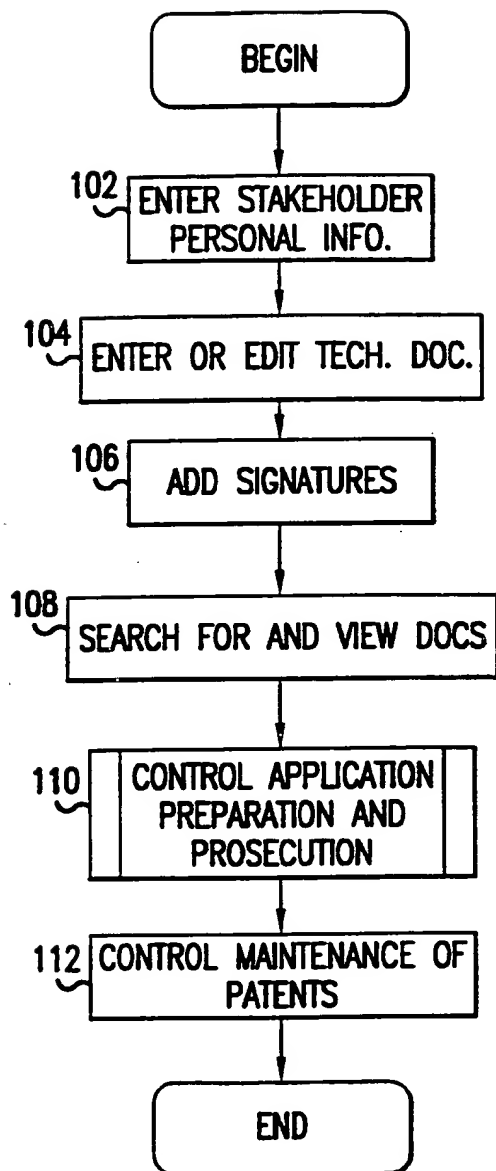 BEGIN
102
ENTER STAKEHOLDER
PERSONAL INFO.
104
ENTER OR EDIT TECH. DOC.
106
ADD SIGNATURES
108
SEARCH FOR AND VIEW DOCS
110
CONTROL APPLICATION
PREPARATION AND
PROSECUTION
112
CONTROL MAINTENANCE OF
PATENTS
END